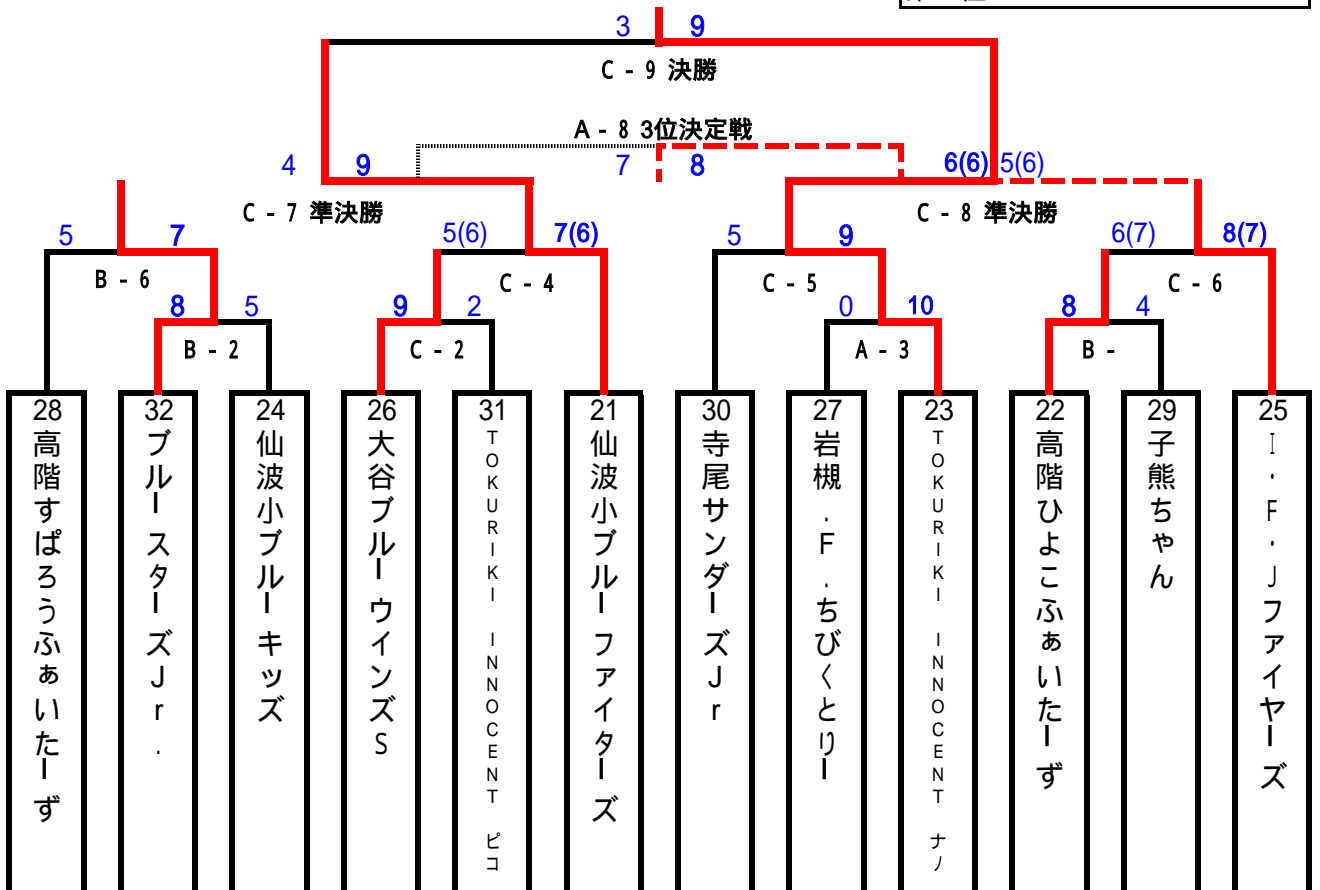 3 9
C - 9 決勝
A - 8 3位決定戦
4 9 7 8 6(6) 5(6)
C - 7 準決勝 C - 8 準決勝
5 7 5(6) 7(6) 5 9 6(7) 8(7)
B - 6 C - 4 C - 5 C - 6
8 5 9 2 0 10 8 4
B - 2 C - 2 A - 3 B -
28 高階すぱろうふぁいたーず
32 ブルースターズJr.
24 仙波小ブルーキッズ
26 大谷ブルーウインズS
31 TOKURIKI INNOCENT ピコ
21 仙波小ブルーファイターズ
30 寺尾サンダーズJr
27 岩槻.F.ちびくとりー
23 TOKURIKI INNOCENT ナノ
22 高階ひよこふぁいたーず
29 子熊ちゃん
25 I・F・Jファイヤーズ